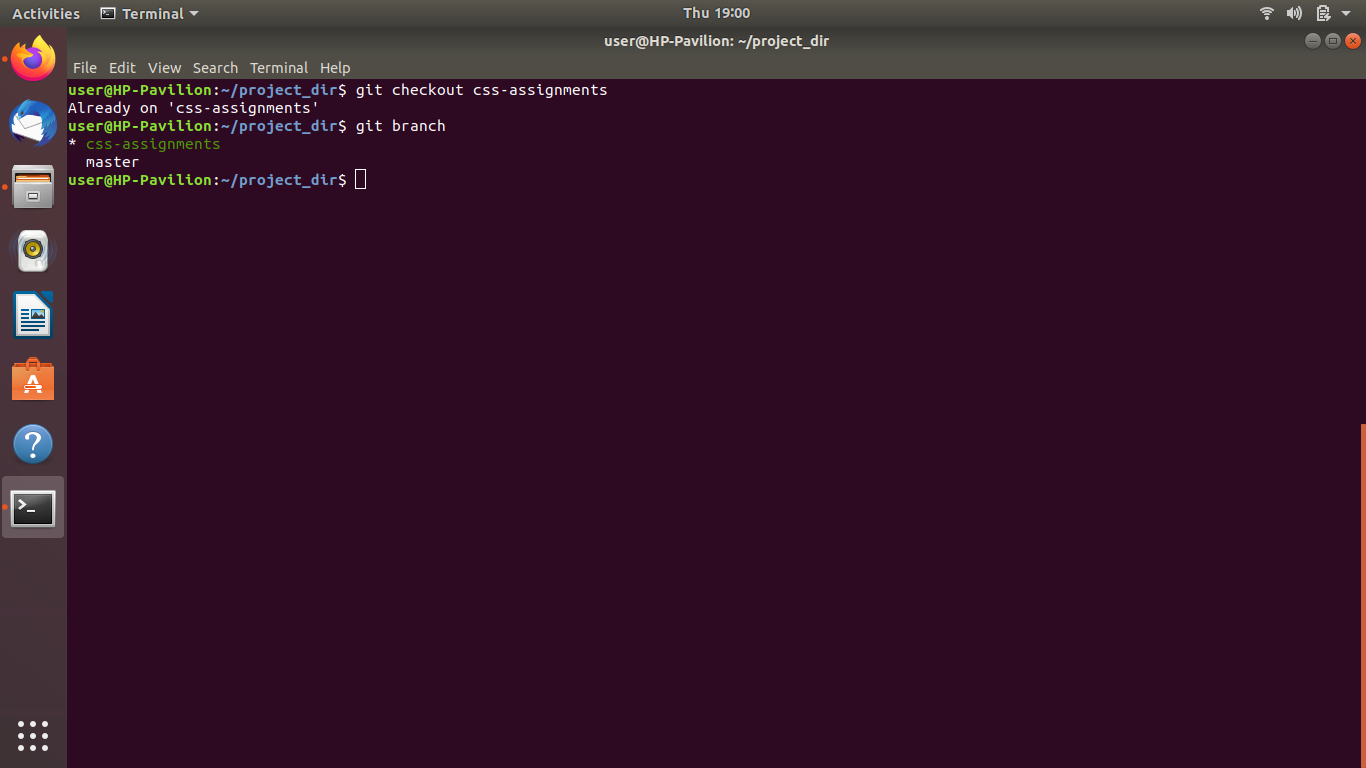 Activities Terminal Thu 19:00
user@HP-Pavilion: ~/project_dir
File Edit View Search Terminal Help
user@HP-Pavilion:~/project_dir$ git checkout css-assignments
Already on 'css-assignments'
user@HP-Pavilion:~/project_dir$ git branch
* css-assignments
  master
user@HP-Pavilion:~/project_dir$